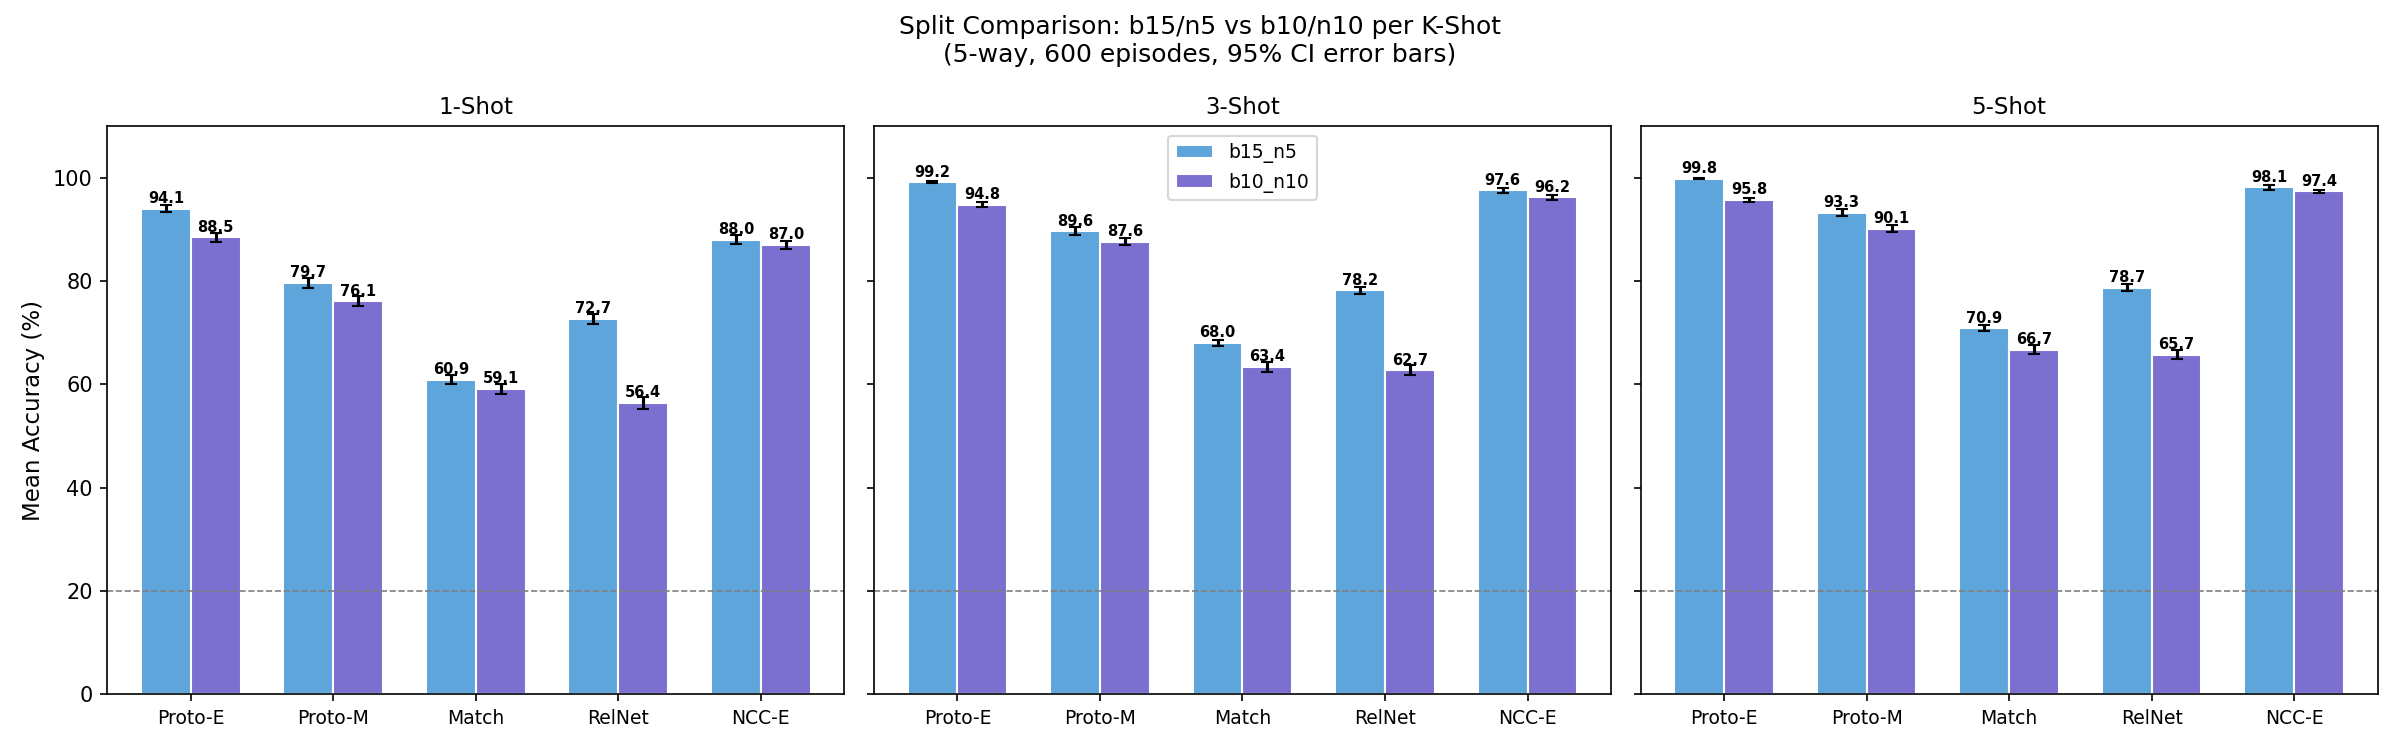 Split Comparison: b15/n5 vs b10/n10 per K-Shot
(5-way, 600 episodes, 95% CI error bars)
1-Shot
Mean Accuracy (%)
100
80
60
40
20
0
94.1
88.5
79.7
76.1
60.9
59.1
72.7
56.4
88.0
87.0
Proto-E
Proto-M
Match
RelNet
NCC-E
3-Shot
b15_n5
b10_n10
99.2
94.8
89.6
87.6
68.0
63.4
78.2
62.7
97.6
96.2
Proto-E
Proto-M
Match
RelNet
NCC-E
5-Shot
99.8
95.8
93.3
90.1
70.9
66.7
78.7
65.7
98.1
97.4
Proto-E
Proto-M
Match
RelNet
NCC-E